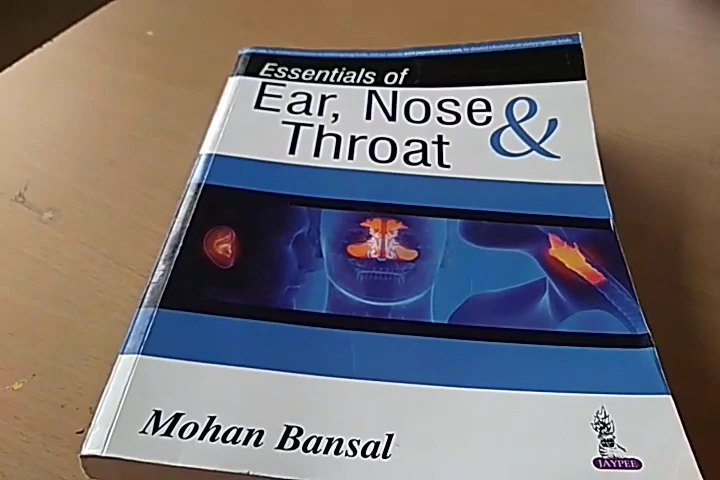 Essentials of
Ear, Nose &
Throat
Mohan Bansal
JAYPEE